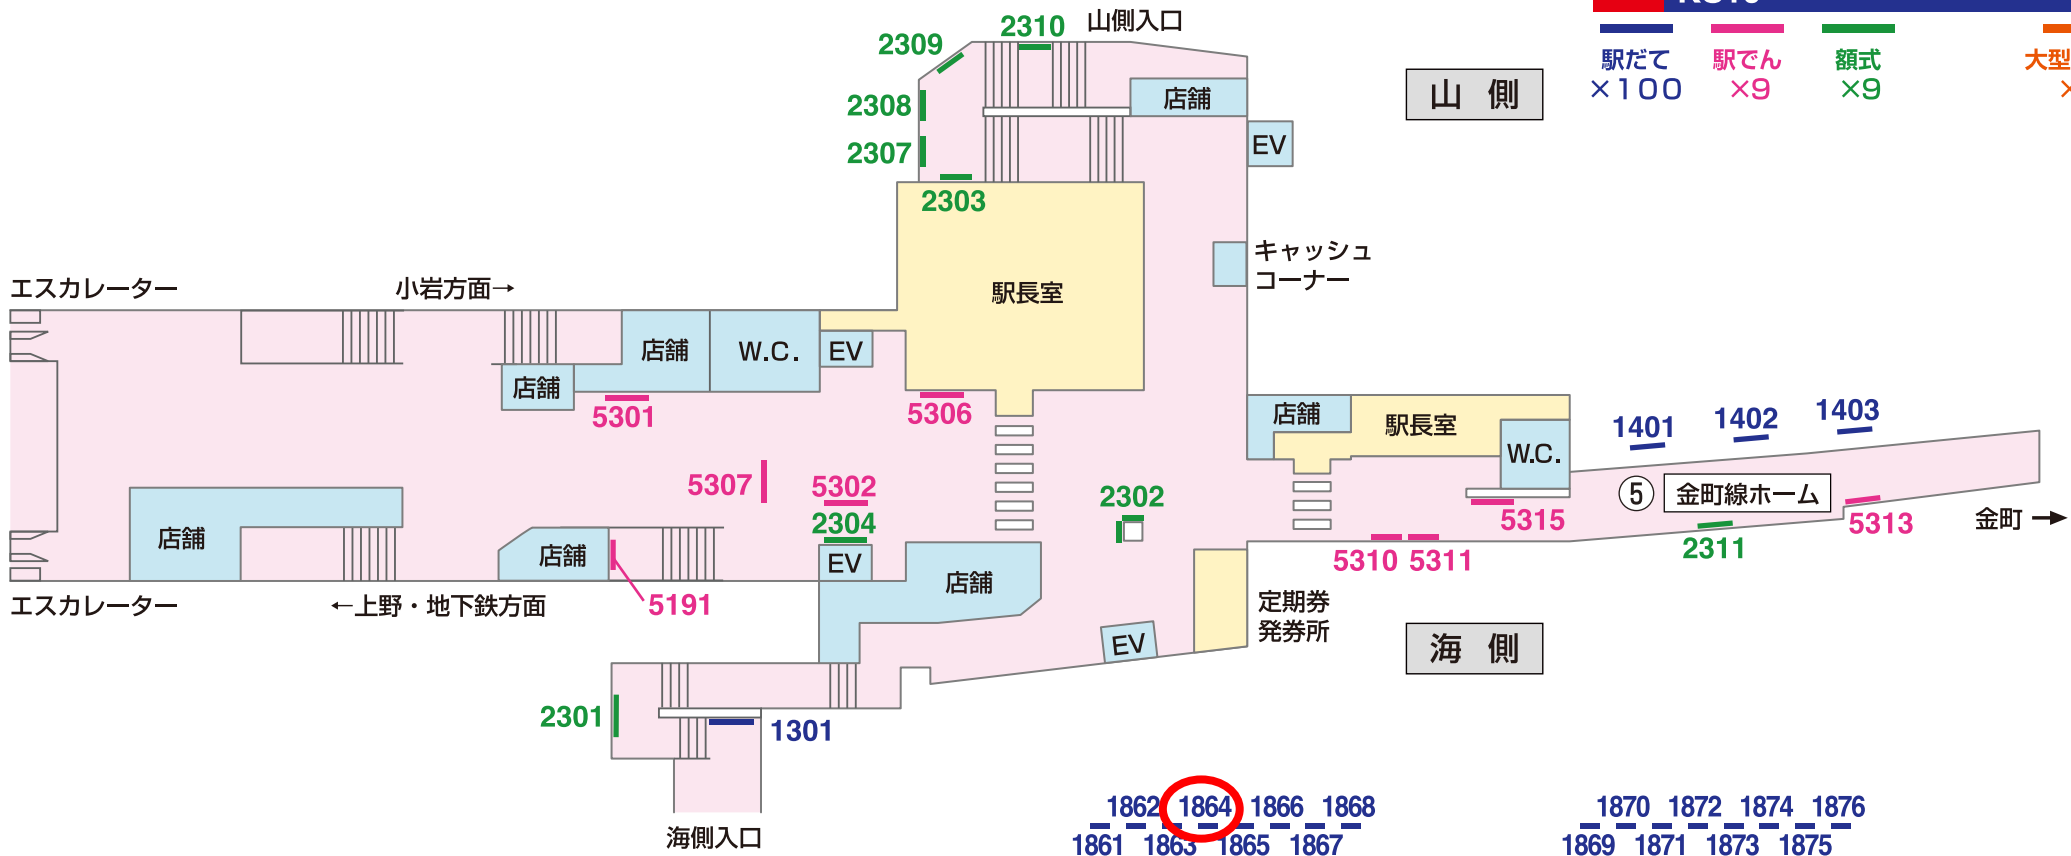 駅だて
×100
駅でん
×9
額式
×9
大型
山側入口
2310
2309
2308
2307
2303
店舗
EV
山 側
キャッシュ
コーナー
駅長室
エスカレーター
小岩方面→
店舗
W.C.
EV
店舗
5301
5306
5307
5302
2304
2302
店舗
駅長室
W.C.
1401
1402
1403
⑤ 金町線ホーム
5315
5313
5310
5311
2311
金町→
店舗
店舗
EV
店舗
5191
エスカレーター
←上野・地下鉄方面
定期券
発券所
EV
海 側
2301
1301
海側入口
1862 1864 1866 1868
1861 1863 1865 1867
1870 1872 1874 1876
1869 1871 1873 1875